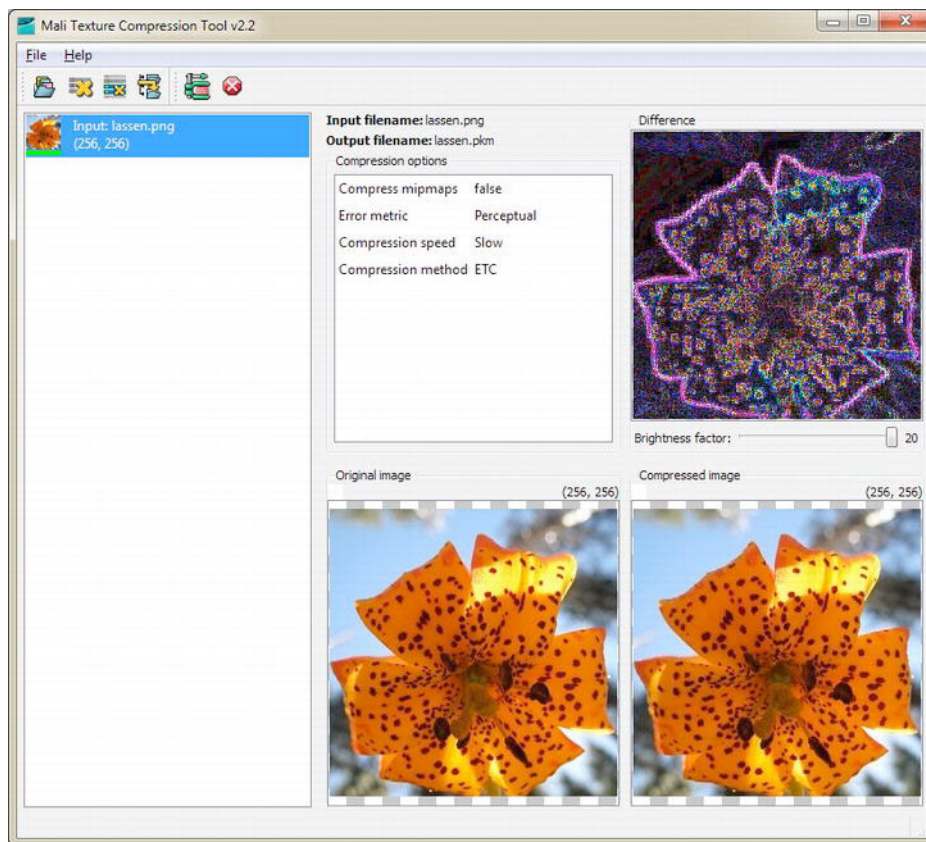 Mali Texture Compression Tool v2.2
File Help
Input: lassen.png
(256, 256)
Input filename: lassen.png
Output filename: lassen.pkm
Compression options
Compress mipmaps false
Error metric Perceptual
Compression speed Slow
Compression method ETC
Difference
Brightness factor: 20
Original image
(256, 256)
Compressed image
(256, 256)